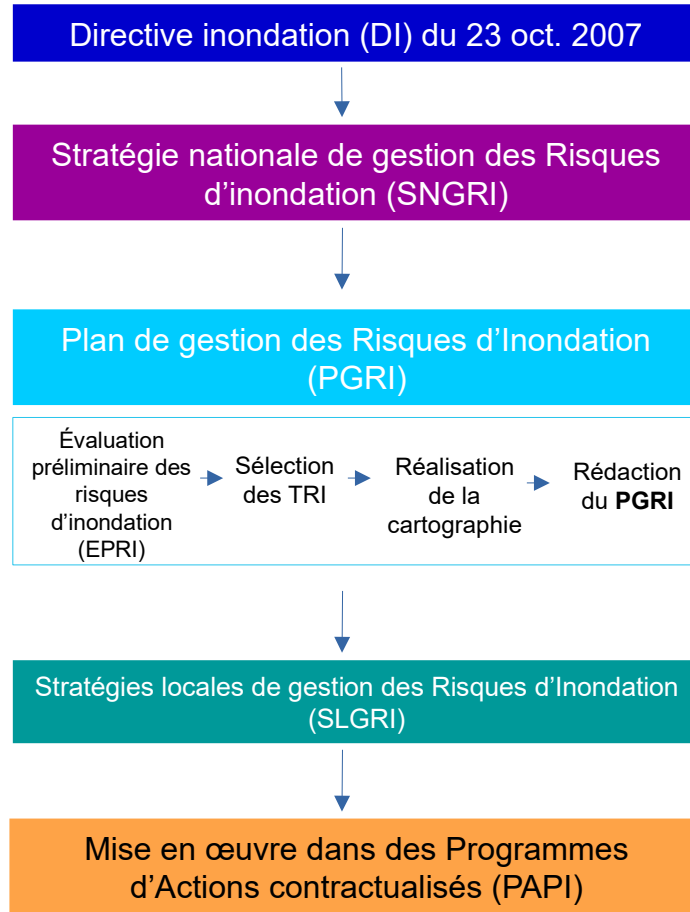 Directive inondation (DI) du 23 oct. 2007
Stratégie nationale de gestion des Risques
d'inondation (SNGRI)
Plan de gestion des Risques d’Inondation
(PGRI)
Évaluation
préliminaire des
risques
d’inondation
(EPRI)
Sélection
des TRI
Réalisation
de la
cartographie
Rédaction
du PGRI
Stratégies locales de gestion des Risques d’Inondation
(SLGRI)
Mise en œuvre dans des Programmes
d’Actions contractualisés (PAPI)